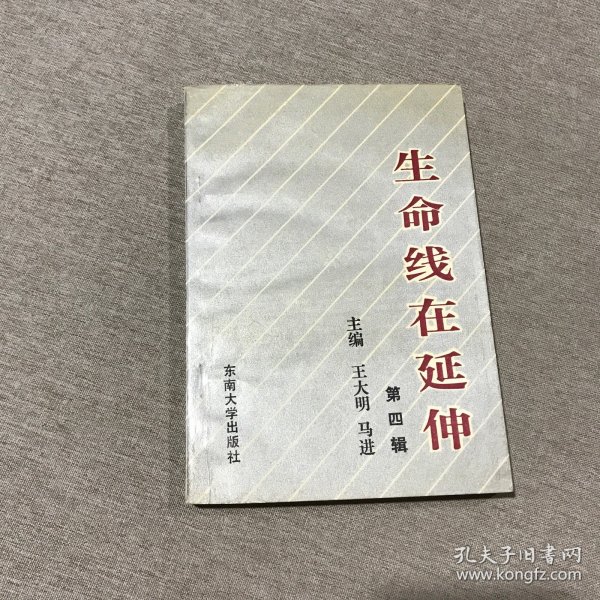 生命线在延伸
第四辑
主编 王大明 马进
东南大学出版社
孔夫子旧书网
www.kongfz.com